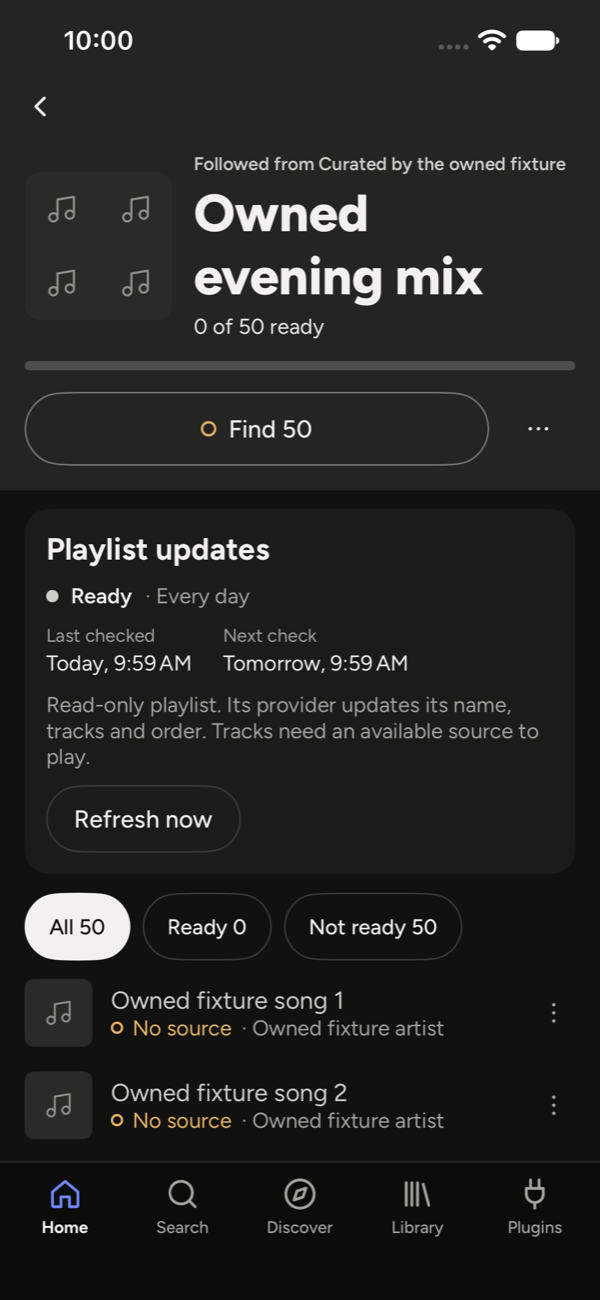 10:00
Followed from Curated by the owned fixture
Owned
evening mix
0 of 50 ready
Find 50
Playlist updates
Ready · Every day
Last checked
Next check
Today, 9:59 AM
Tomorrow, 9:59 AM
Read-only playlist. Its provider updates its name,
tracks and order. Tracks need an available source to
play.
Refresh now
All 50
Ready 0
Not ready 50
Owned fixture song 1
No source · Owned fixture artist
Owned fixture song 2
No source · Owned fixture artist
Home
Search
Discover
Library
Plugins